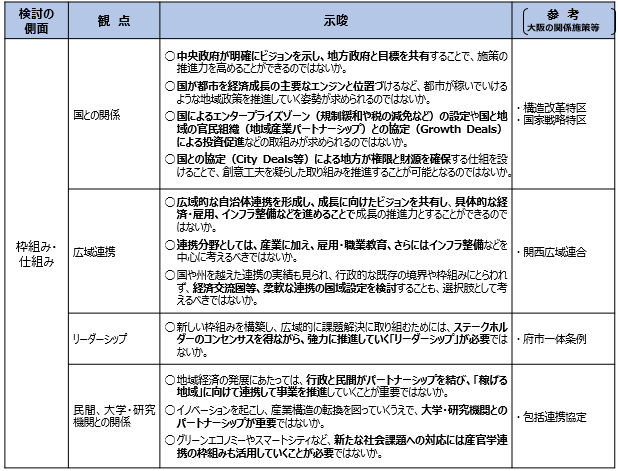 検討の
側面
観 点
示唆
参 考
大阪の関係施策等
枠組み・
仕組み
国との関係
○中央政府が明確にビジョンを示し、地方政府と目標を共有することで、施策の
推進力を高めることができるのではないか。
○国が都市を経済成長の主要なエンジンと位置づけるなど、都市が稼いでいける
ような地域政策を推進していく姿勢が求められるのではないか。
○国によるエンタープライズゾーン（規制緩和や税の減免など）の設定や国と地
域の官民組織（地域産業パートナーシップ）との協定（Growth Deals）
による投資促進などの取組みが求められるのではないか。
○国との協定（City Deals等）による地方が権限と財源を確保する仕組を設
けることで、創意工夫を凝らした取り組みを推進することが可能となるのではないか。
・構造改革特区
・国家戦略特区
広域連携
○広域的な自治体連携を形成し、成長に向けたビジョンを共有し、具体的な経
済・雇用、インフラ整備などを進めることで成長の推進力とすることができるので
はないか。
○連携分野としては、産業に加え、雇用・職業教育、さらにはインフラ整備などを
中心に考えるべきではないか。
○国や州を越えた連携の実績も見られ、行政的な既存の境界や枠組みにとらわれ
ず、経済交流国等、柔軟な連携の国域設定を検討することも、選択肢として考
えるべきではないか。
・関西広域連合
リーダーシップ
○新しい枠組みを構築し、広域的に課題解決に取り組むためには、ステークホル
ダーのコンセンサスを得ながら、強力に推進していく「リーダーシップ」が必要では
ないか。
・府市一体条例
民間、大学・研究
機関との関係
○地域経済の発展にあたっては、行政と民間がパートナーシップを結び、「稼げる
地域」に向けて連携して事業を推進していくことが重要ではないか。
○イノベーションを起こし、産業構造の転換を図っていくうえで、大学・研究機関との
パートナーシップが重要ではないか。
○グリーンエコノミーやスマートシティなど、新たな社会課題への対応には産官学連
携の枠組みも活用していくことが必要ではないか。
・包括連携協定